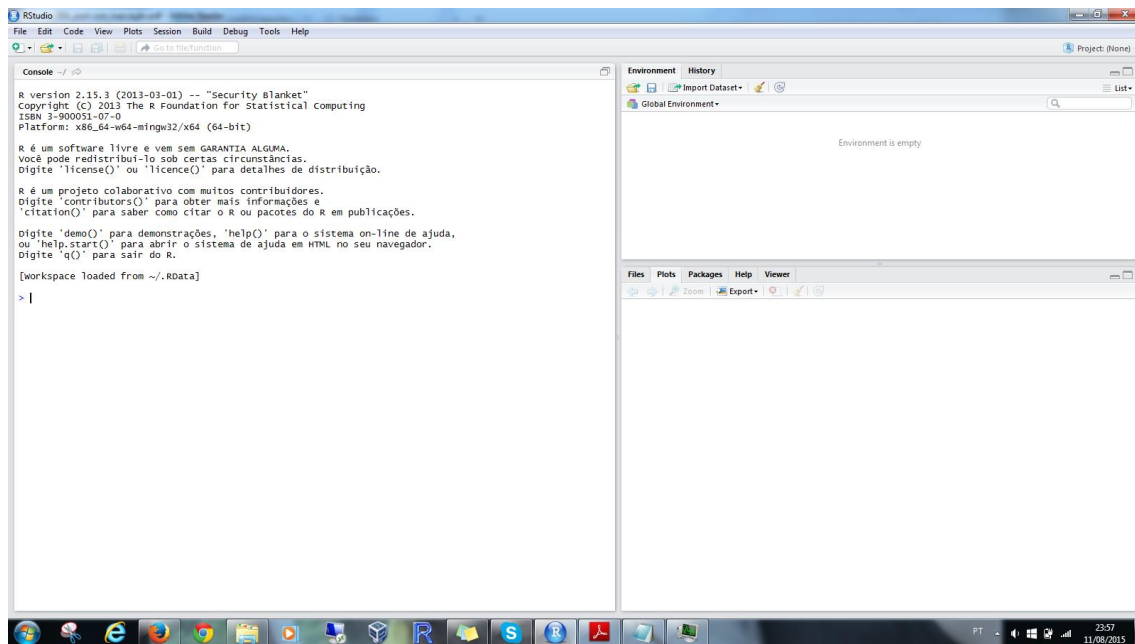 RStudio
File Edit Code View Plots Session Build Debug Tools Help
Go to file/function
Project: (None)
Console ~/
R version 2.15.3 (2013-03-01) -- "Security Blanket"
Copyright (C) 2013 The R Foundation for Statistical Computing
ISBN 3-900051-07-0
Platform: x86_64-w64-mingw32/x64 (64-bit)
R é um software livre e vem sem GARANTIA ALGUMA.
Você pode redistribuí-lo sob certas circunstâncias.
Digite 'license()' ou 'licence()' para detalhes de distribuição.
R é um projeto colaborativo com muitos contribuidores.
Digite 'contributors()' para obter mais informações e
'citation()' para saber como citar o R ou pacotes do R em publicações.
Digite 'demo()' para demonstrações, 'help()' para o sistema on-line de ajuda,
ou 'help.start()' para abrir o sistema de ajuda em HTML no seu navegador.
Digite 'q()' para sair do R.
[Workspace loaded from ~/.RData]
>
Environment History
Import Dataset
List
Global Environment
Environment is empty
Files Plots Packages Help Viewer
Zoom Export
PT
23:57
11/08/2015